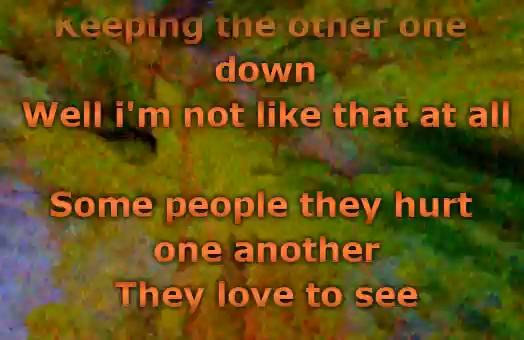 Keeping the other one
down
Well i'm not like that at all
Some people they hurt
one another
They love to see